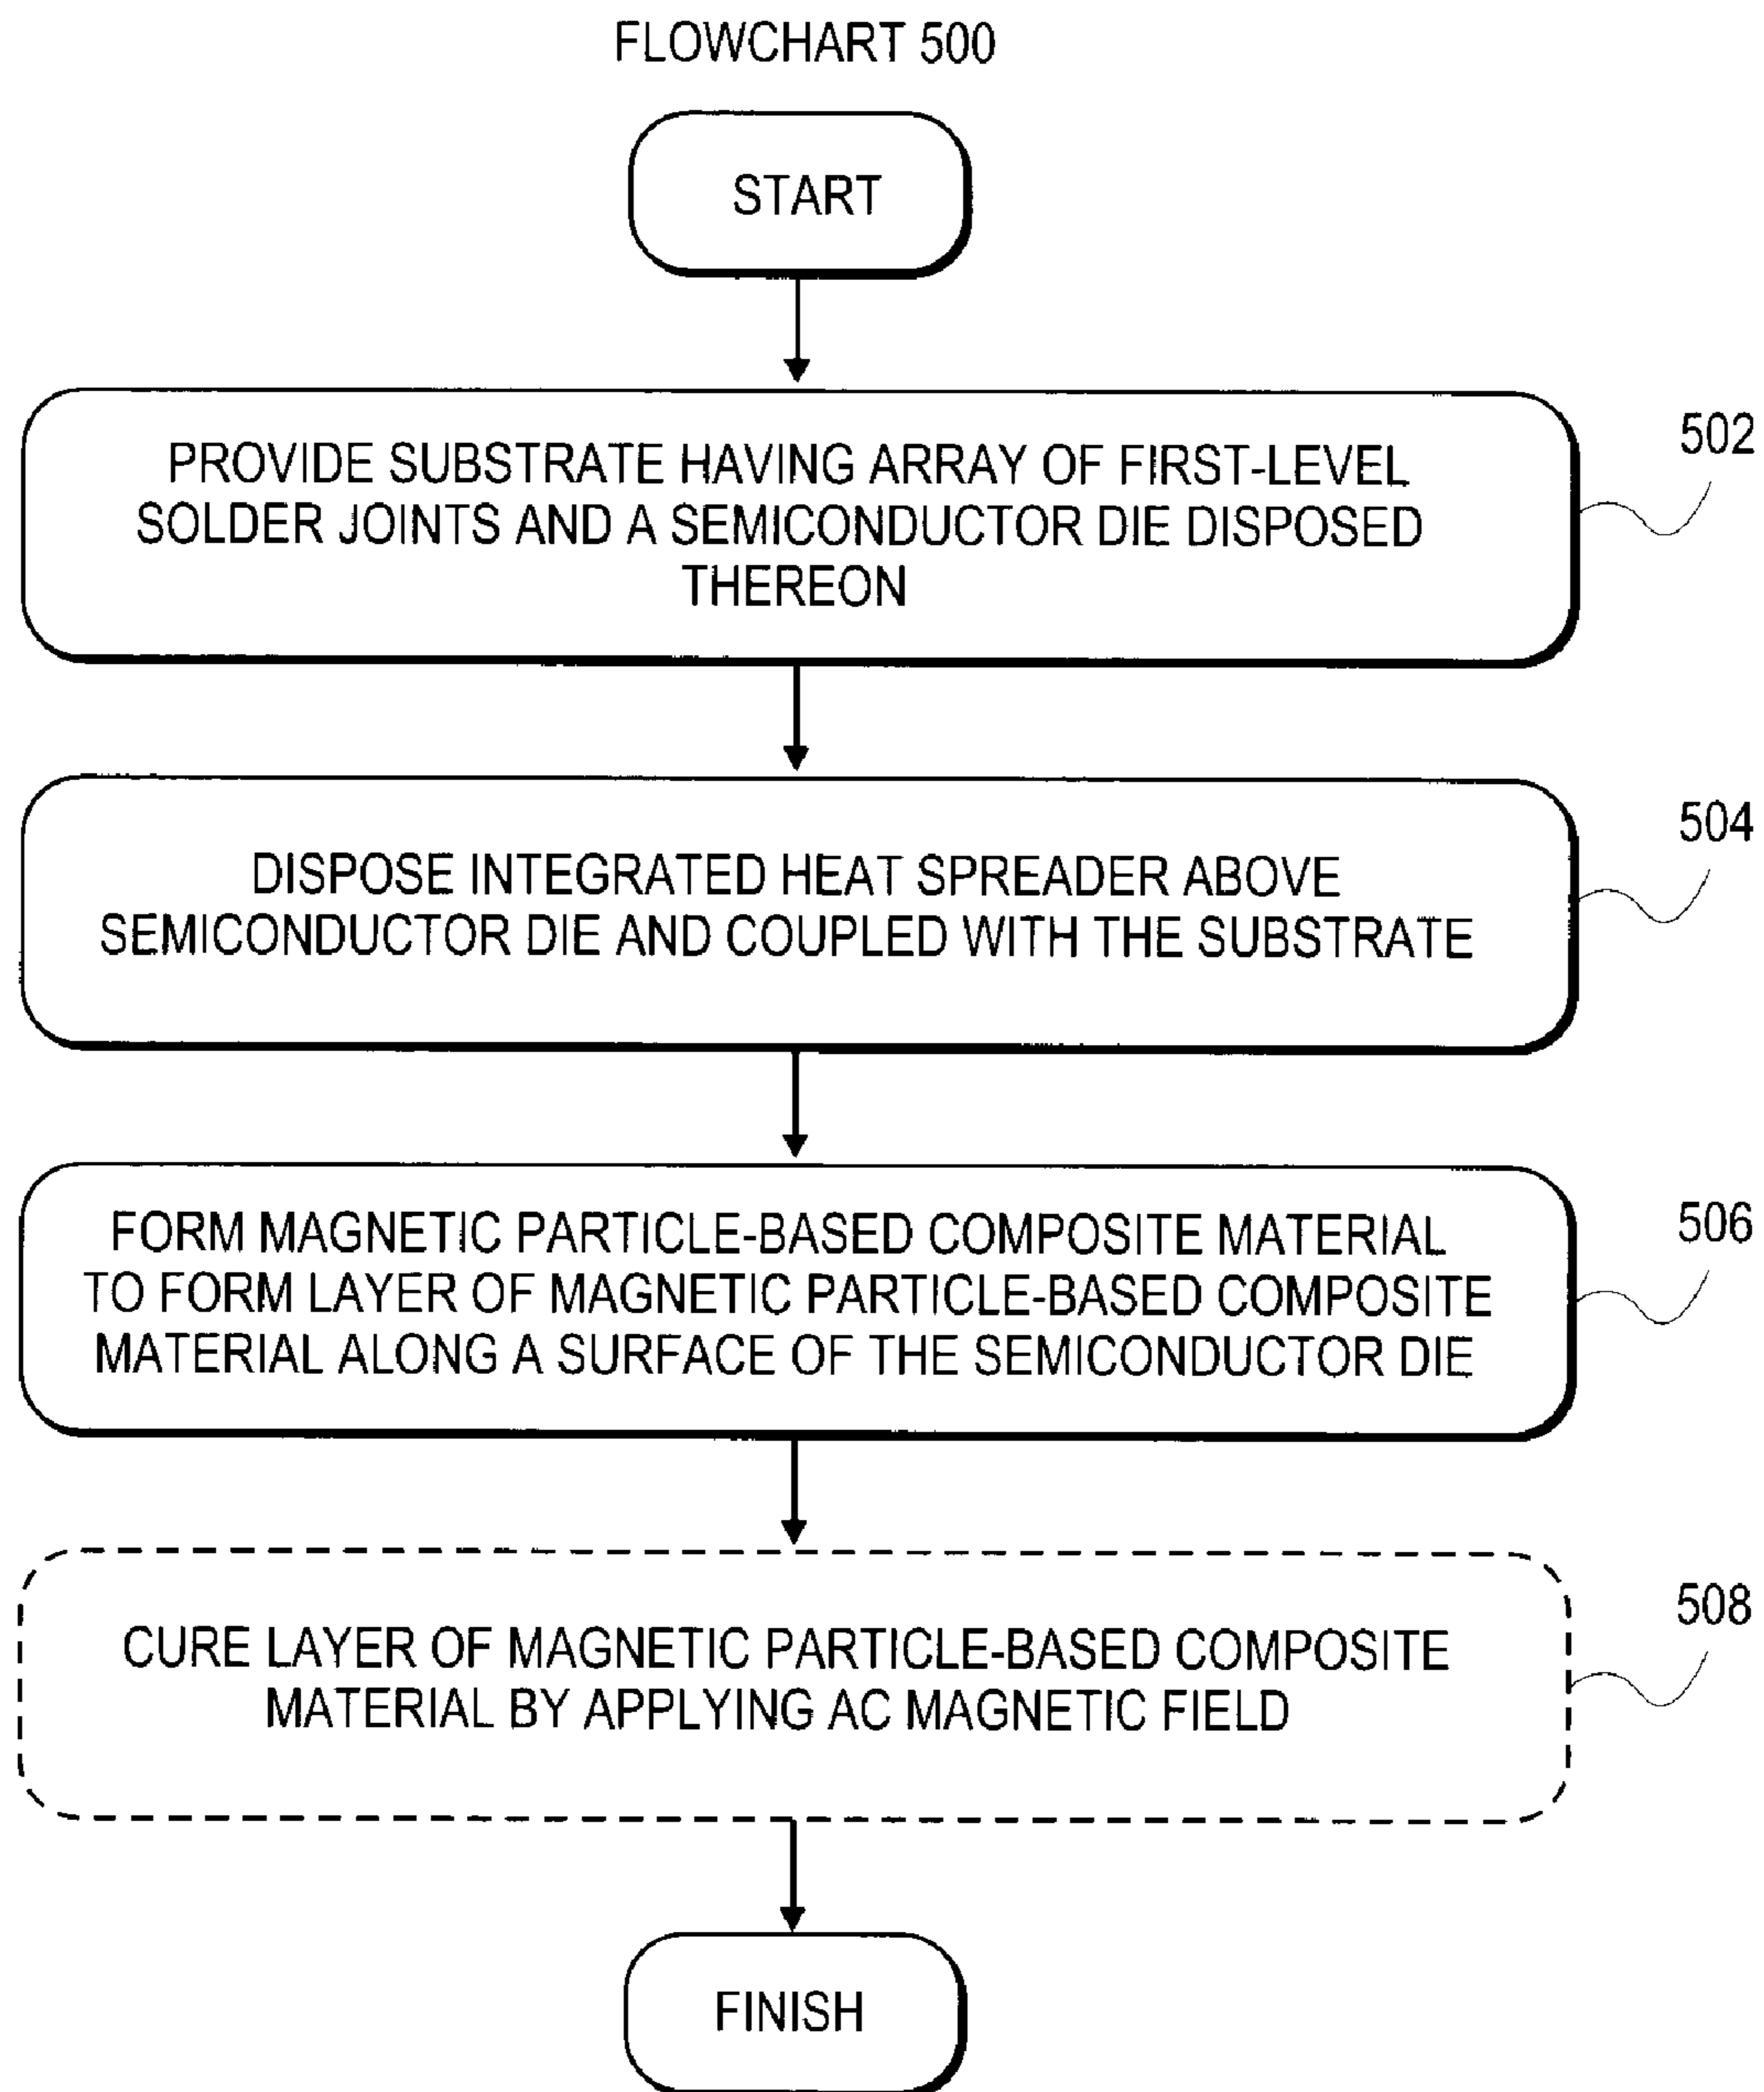 FLOWCHART 500
START
PROVIDE SUBSTRATE HAVING ARRAY OF FIRST-LEVEL
SOLDER JOINTS AND A SEMICONDUCTOR DIE DISPOSED
THEREON
502
DISPOSE INTEGRATED HEAT SPREADER ABOVE
SEMICONDUCTOR DIE AND COUPLED WITH THE SUBSTRATE
504
FORM MAGNETIC PARTICLE-BASED COMPOSITE MATERIAL
TO FORM LAYER OF MAGNETIC PARTICLE-BASED COMPOSITE
MATERIAL ALONG A SURFACE OF THE SEMICONDUCTOR DIE
506
CURE LAYER OF MAGNETIC PARTICLE-BASED COMPOSITE
MATERIAL BY APPLYING AC MAGNETIC FIELD
508
FINISH